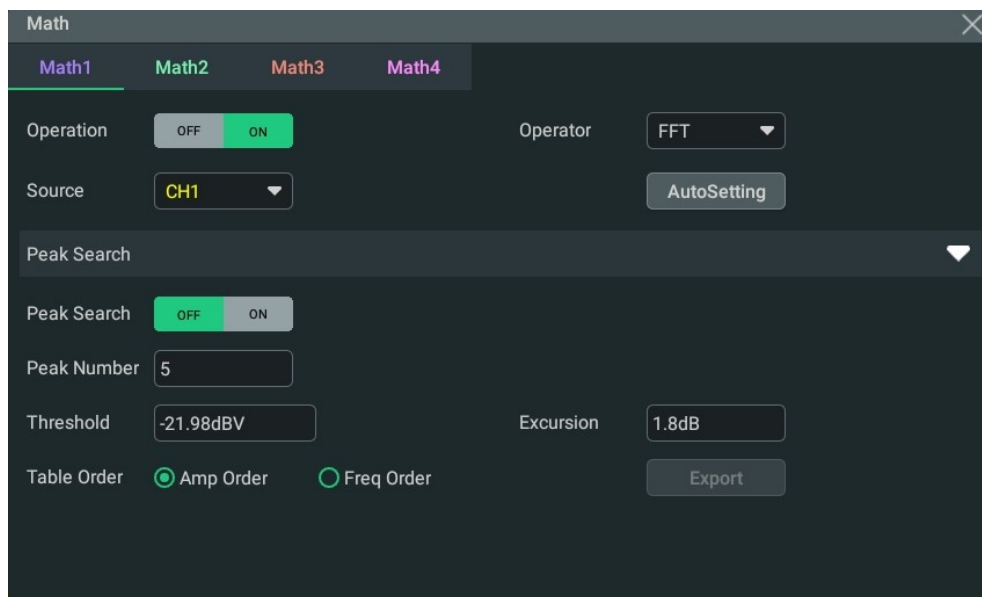 Math
Math1 Math2 Math3 Math4
Operation OFF ON Operator FFT
Source CH1 AutoSetting
Peak Search
Peak Search OFF ON
Peak Number 5
Threshold -21.98dBV Excursion 1.8dB
Table Order Amp Order Freq Order Export